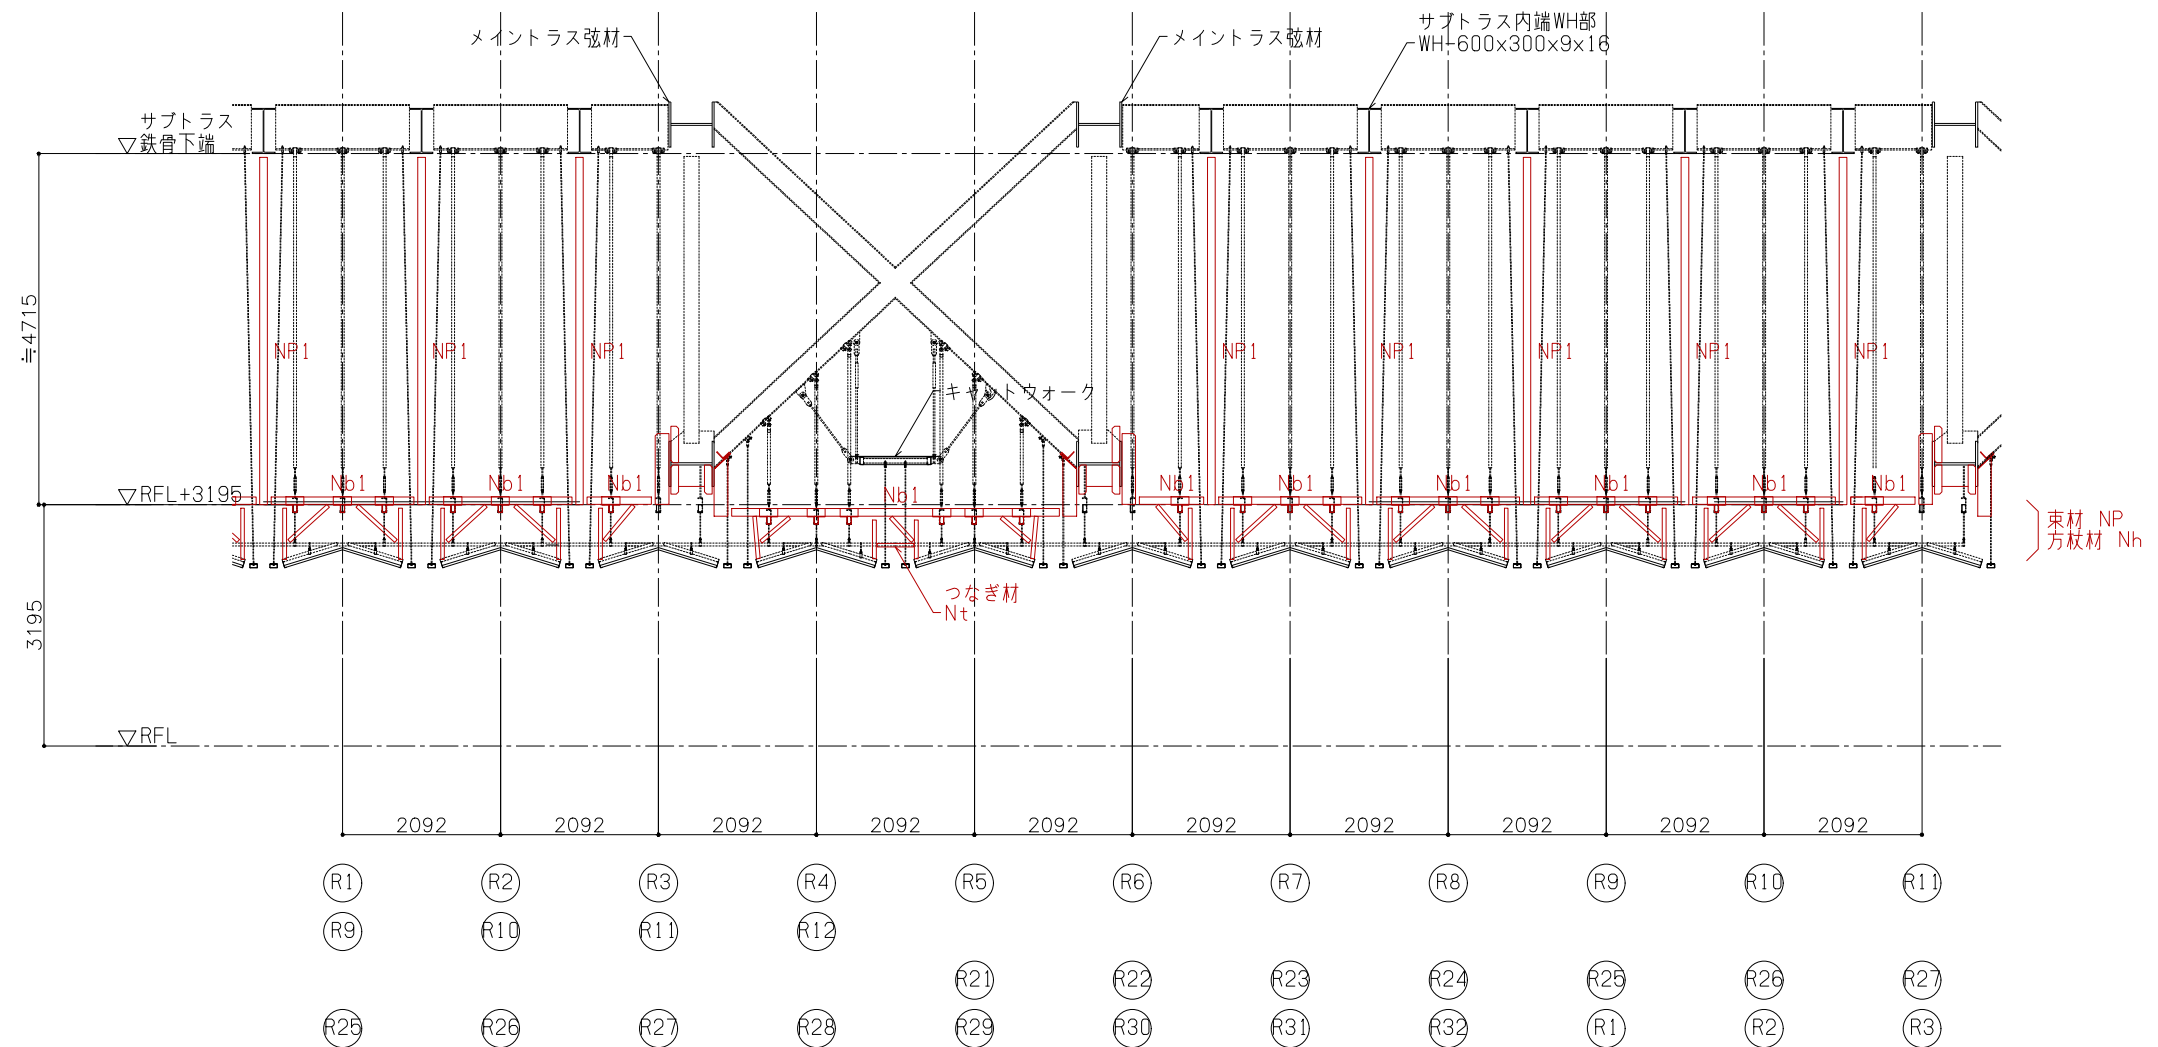 メイントラス弦材
メイントラス弦材
サブトラス内端WH部
WH-600x300x9x16
サブトラス
鉄骨下端
≒4715
NP1 NP1 NP1 NP1 NP1 NP1 NP1 NP1
キャットウォーク
RFL+3195
Nb1 Nb1 Nb1 Nb1 Nb1 Nb1 Nb1 Nb1 Nb1 Nb1
束材 NP
方杖材 Nh
つなぎ材
Nt
3195
RFL
2092 2092 2092 2092 2092 2092 2092 2092 2092 2092
R1 R2 R3 R4 R5 R6 R7 R8 R9 R10 R11
R9 R10 R11 R12
R21 R22 R23 R24 R25 R26 R27
R25 R26 R27 R28 R29 R30 R31 R32 R1 R2 R3